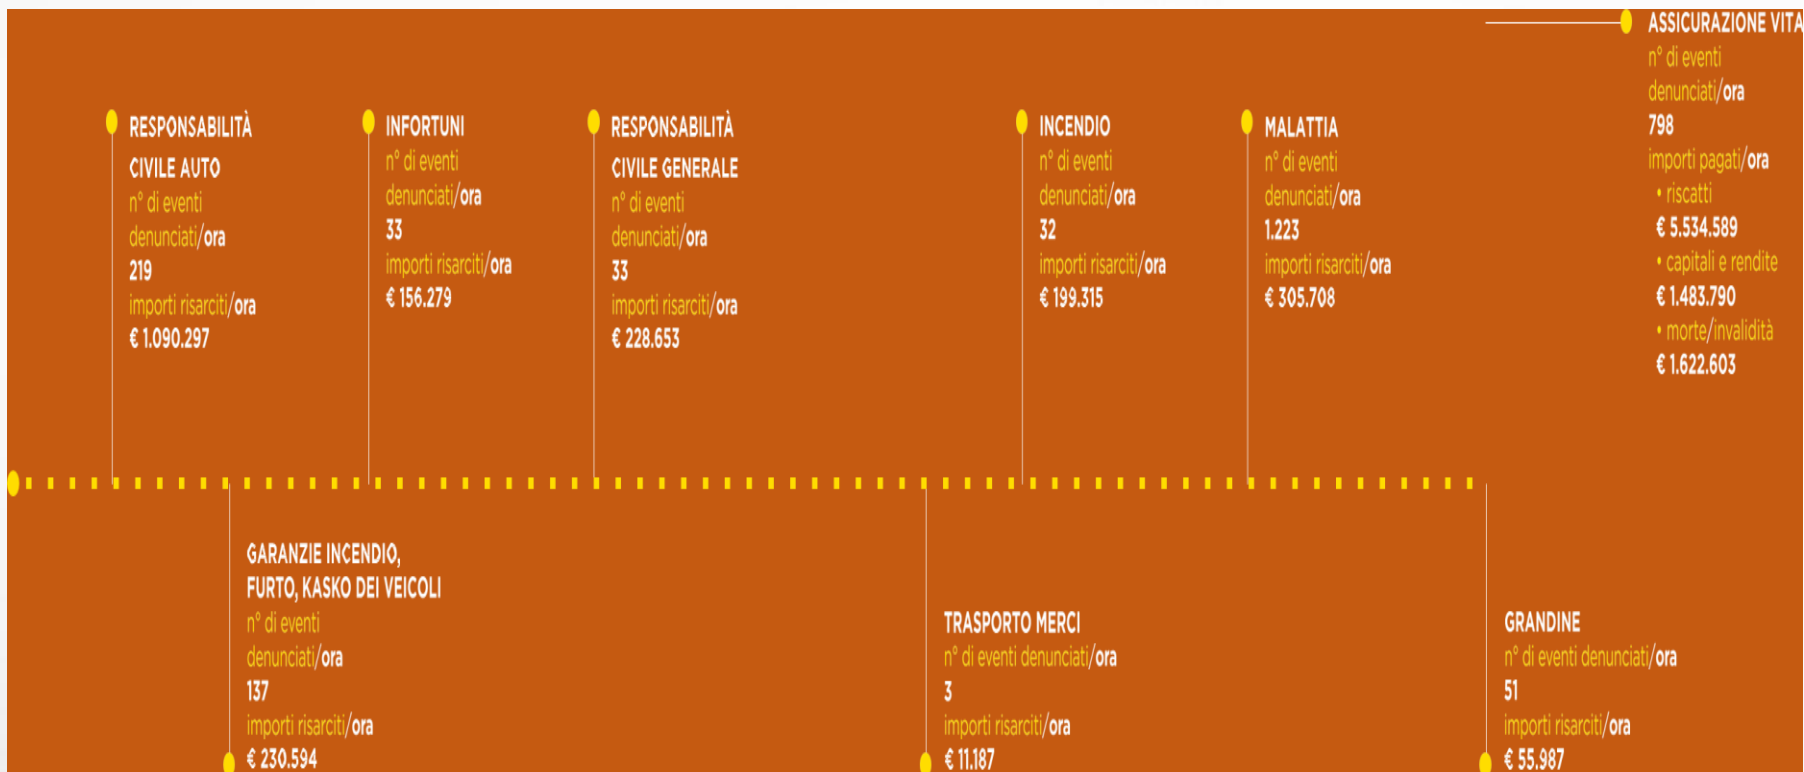 RESPONSABILITÀ
CIVILE AUTO
n° di eventi
denunciati/ora
219
importi risarciti/ora
€ 1.090.297
INFORTUNI
n° di eventi
denunciati/ora
33
importi risarciti/ora
€ 156.279
RESPONSABILITÀ
CIVILE GENERALE
n° di eventi
denunciati/ora
33
importi risarciti/ora
€ 228.653
INCENDIO
n° di eventi
denunciati/ora
32
importi risarciti/ora
€ 199.315
MALATTIA
n° di eventi
denunciati/ora
1.223
importi risarciti/ora
€ 305.708
ASSICURAZIONE VITA
n° di eventi
denunciati/ora
798
importi pagati/ora
• riscatti
€ 5.534.589
• capitali e rendite
€ 1.483.790
• morte/invalidità
€ 1.622.603
GARANZIE INCENDIO,
FURTO, KASKO DEI VEICOLI
n° di eventi
denunciati/ora
137
importi risarciti/ora
€ 230.594
TRASPORTO MERCI
n° di eventi denunciati/ora
3
importi risarciti/ora
€ 11.187
GRANDINE
n° di eventi denunciati/ora
51
importi risarciti/ora
€ 55.987